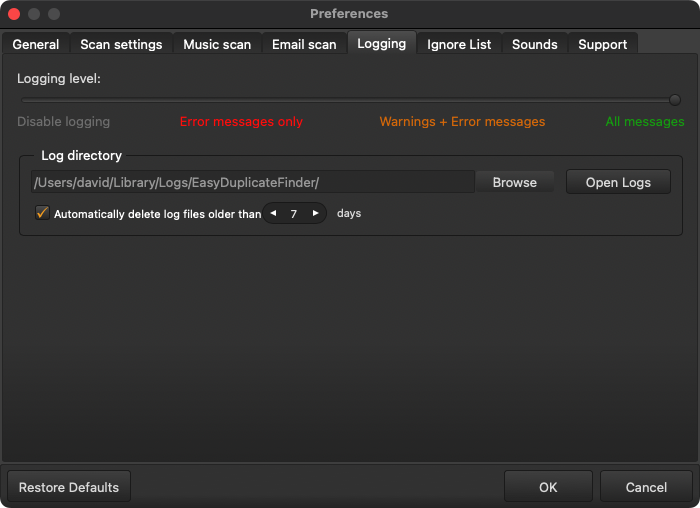 Preferences
General Scan settings Music scan Email scan Logging Ignore List Sounds Support
Logging level:
Disable logging Error messages only Warnings + Error messages All messages
Log directory
/Users/david/Library/Logs/EasyDuplicateFinder/ Browse Open Logs
Automatically delete log files older than 7 days
Restore Defaults OK Cancel